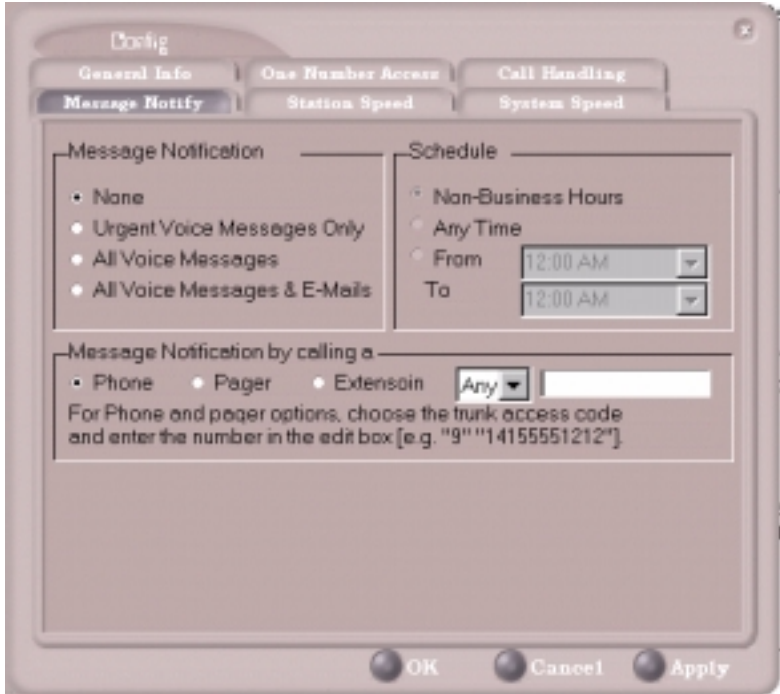 Config
General Info One Number Access Call Handling
Message Notify Station Speed System Speed
Message Notification
None
Urgent Voice Messages Only
All Voice Messages
All Voice Messages & E-Mails
Schedule
Non-Business Hours
Any Time
From 12:00 AM
To 12:00 AM
Message Notification by calling a
Phone Pager Extensoin Any
For Phone and pager options, choose the trunk access code
and enter the number in the edit box [e.g. "9" "14155551212"].
OK Cancel Apply